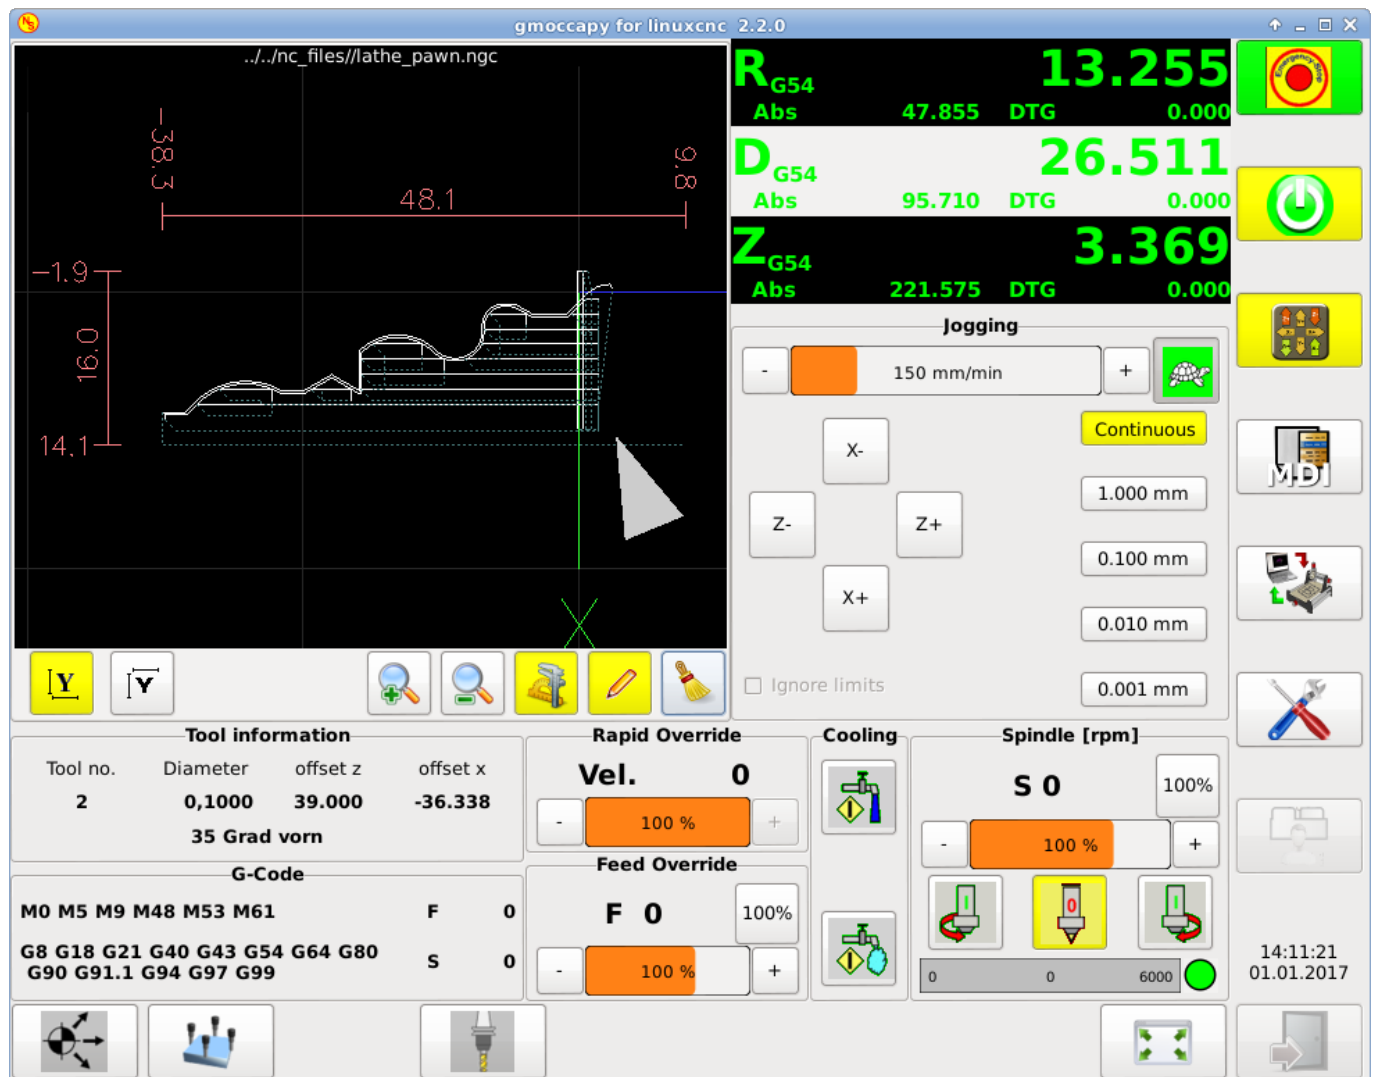 gmoccapy for linuxcnc 2.2.0
../../nc_files//lathe_pawn.ngc
-38.3
9.8
48.1
-1.9
16.0
14.1
R G54 13.255
Abs 47.855 DTG 0.000
D G54 26.511
Abs 95.710 DTG 0.000
Z G54 3.369
Abs 221.575 DTG 0.000
Emergency-Stop
Jogging
- 150 mm/min +
Continuous
X-
1.000 mm
Z- Z+
0.100 mm
X+
0.010 mm
Ignore limits
0.001 mm
MDI
X
Y Y
Tool information
Tool no. Diameter offset z offset x
2 0,1000 39.000 -36.338
35 Grad vorn
G-Code
M0 M5 M9 M48 M53 M61 F 0
G8 G18 G21 G40 G43 G54 G64 G80
G90 G91.1 G94 G97 G99
S 0
Rapid Override
Vel. 0
- 100 % +
Feed Override
F 0 100%
- 100 % +
Cooling
Spindle [rpm]
S 0 100%
- 100 % +
I 0 I
0 0 6000
14:11:21
01.01.2017